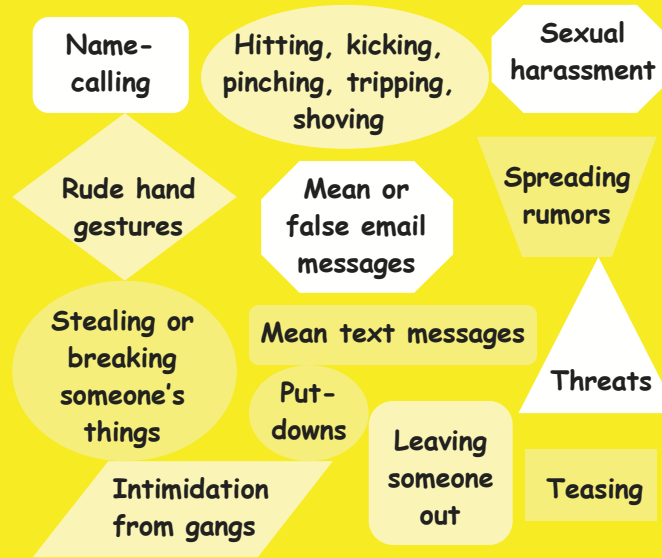 Name-
calling
Hitting, kicking,
pinching, tripping,
shoving
Sexual
harassment
Rude hand
gestures
Mean or
false email
messages
Spreading
rumors
Stealing or
breaking
someone's
things
Mean text messages
Threats
Put-
downs
Leaving
someone
out
Teasing
Intimidation
from gangs